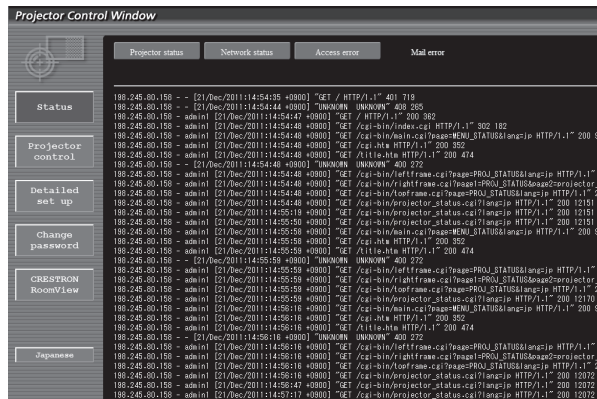 Projector Control Window
Projector status
Network status
Access error
Mail error
Status
Projector
control
Detailed
set up
Change
password
CRESTRON
RoomView
Japanese
198.245.80.158 - - [21/Dec/2011:14:54:35 +0900] "GET / HTTP/1.1" 401 719
198.245.80.158 - - [21/Dec/2011:14:54:44 +0900] "UNKNOWN UNKNOWN" 408 265
198.245.80.158 - admin1 [21/Dec/2011:14:54:47 +0900] "GET / HTTP/1.1" 200 362
198.245.80.158 - admin1 [21/Dec/2011:14:54:48 +0900] "GET /cgi-bin/index.cgi HTTP/1.1" 302 182
198.245.80.158 - admin1 [21/Dec/2011:14:54:48 +0900] "GET /cgi-bin/main.cgi?page=MENU_STATUS&lang=jp HTTP/1.1" 200
198.245.80.158 - admin1 [21/Dec/2011:14:54:48 +0900] "GET /cgi.htm HTTP/1.1" 200 352
198.245.80.158 - admin1 [21/Dec/2011:14:54:48 +0900] "GET /title.htm HTTP/1.1" 200 474
198.245.80.158 - - [21/Dec/2011:14:54:48 +0900] "UNKNOWN UNKNOWN" 400 272
198.245.80.158 - admin1 [21/Dec/2011:14:54:48 +0900] "GET /cgi-bin/leftframe.cgi?page=PROJ_STATUS&lang=jp HTTP/1.1"
198.245.80.158 - admin1 [21/Dec/2011:14:54:48 +0900] "GET /cgi-bin/rightframe.cgi?page1=PROJ_STATUS&page2=projector_
198.245.80.158 - admin1 [21/Dec/2011:14:54:48 +0900] "GET /cgi-bin/topframe.cgi?page=PROJ_STATUS&lang=jp HTTP/1.1"
198.245.80.158 - admin1 [21/Dec/2011:14:54:48 +0900] "GET /cgi-bin/projector_status.cgi?lang=jp HTTP/1.1" 200 12151
198.245.80.158 - admin1 [21/Dec/2011:14:55:19 +0900] "GET /cgi-bin/projector_status.cgi?lang=jp HTTP/1.1" 200 12151
198.245.80.158 - admin1 [21/Dec/2011:14:55:50 +0900] "GET /cgi-bin/projector_status.cgi?lang=jp HTTP/1.1" 200 12151
198.245.80.158 - admin1 [21/Dec/2011:14:55:58 +0900] "GET /cgi-bin/main.cgi?page=MENU_STATUS&lang=jp HTTP/1.1" 200
198.245.80.158 - admin1 [21/Dec/2011:14:55:58 +0900] "GET /cgi.htm HTTP/1.1" 200 352
198.245.80.158 - admin1 [21/Dec/2011:14:55:59 +0900] "GET /title.htm HTTP/1.1" 200 474
198.245.80.158 - - [21/Dec/2011:14:55:59 +0900] "UNKNOWN UNKNOWN" 400 272
198.245.80.158 - admin1 [21/Dec/2011:14:55:59 +0900] "GET /cgi-bin/leftframe.cgi?page=PROJ_STATUS&lang=jp HTTP/1.1"
198.245.80.158 - admin1 [21/Dec/2011:14:55:59 +0900] "GET /cgi-bin/rightframe.cgi?page1=PROJ_STATUS&page2=projector_
198.245.80.158 - admin1 [21/Dec/2011:14:55:59 +0900] "GET /cgi-bin/topframe.cgi?page=PROJ_STATUS&lang=jp HTTP/1.1" 2
198.245.80.158 - admin1 [21/Dec/2011:14:55:59 +0900] "GET /cgi-bin/projector_status.cgi?lang=jp HTTP/1.1" 200 12170
198.245.80.158 - admin1 [21/Dec/2011:14:56:16 +0900] "GET /cgi-bin/main.cgi?page=MENU_STATUS&lang=jp HTTP/1.1" 200
198.245.80.158 - admin1 [21/Dec/2011:14:56:16 +0900] "GET /cgi.htm HTTP/1.1" 200 352
198.245.80.158 - admin1 [21/Dec/2011:14:56:16 +0900] "GET /title.htm HTTP/1.1" 200 474
198.245.80.158 - - [21/Dec/2011:14:56:16 +0900] "UNKNOWN UNKNOWN" 400 272
198.245.80.158 - admin1 [21/Dec/2011:14:56:16 +0900] "GET /cgi-bin/leftframe.cgi?page=PROJ_STATUS&lang=jp HTTP/1.1"
198.245.80.158 - admin1 [21/Dec/2011:14:56:16 +0900] "GET /cgi-bin/rightframe.cgi?page1=PROJ_STATUS&page2=projector_
198.245.80.158 - admin1 [21/Dec/2011:14:56:16 +0900] "GET /cgi-bin/topframe.cgi?page=PROJ_STATUS&lang=jp HTTP/1.1" 2
198.245.80.158 - admin1 [21/Dec/2011:14:56:16 +0900] "GET /cgi-bin/projector_status.cgi?lang=jp HTTP/1.1" 200 12072
198.245.80.158 - admin1 [21/Dec/2011:14:56:47 +0900] "GET /cgi-bin/projector_status.cgi?lang=jp HTTP/1.1" 200 12072
198.245.80.158 - admin1 [21/Dec/2011:14:57:17 +0900] "GET /cgi-bin/projector_status.cgi?lang=jp HTTP/1.1" 200 12072